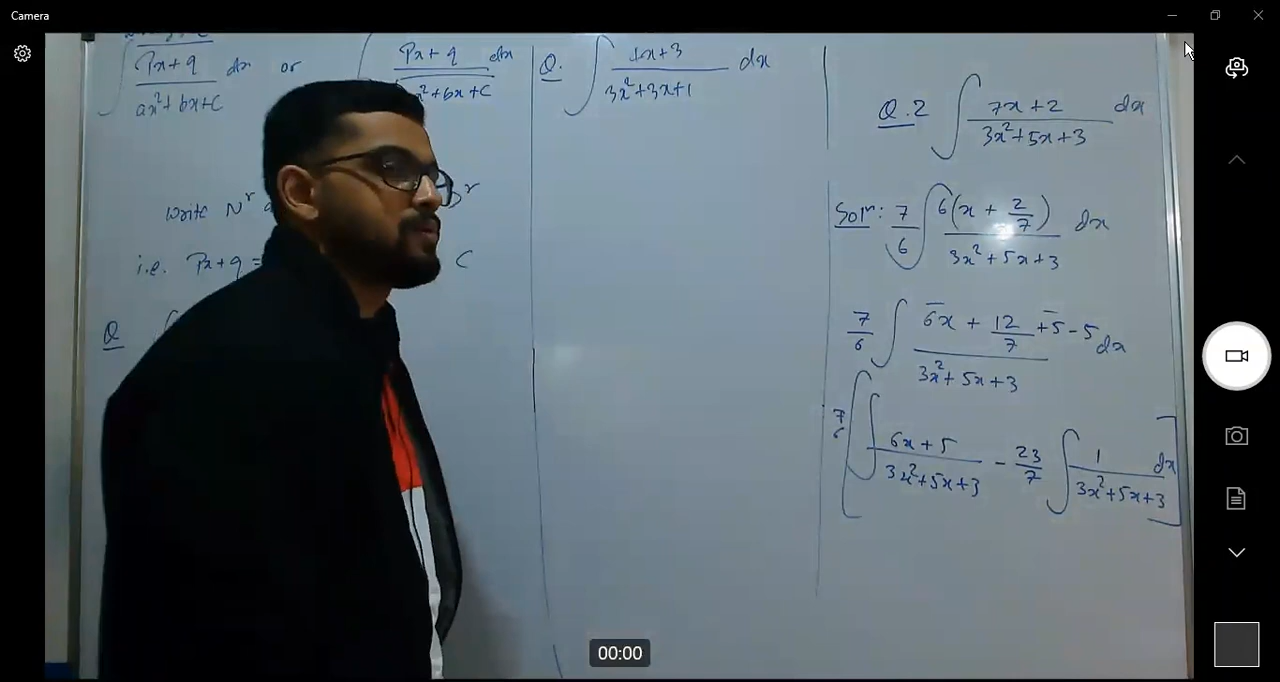 Camera
Px+q
ax²+bx+c dx or
Px+q
x²+bx+c dx
Write Nʳ
Dʳ
i.e. Px+q =
C
Q
Q. ∫ x+3
3x²+3x+1 dx
Q.2 ∫ 7x+2
3x²+5x+3 dx
Solⁿ: 7/6 ∫ 6(x + 2/7)
3x²+5x+3 dx
7/6 ∫ 6x + 12/7 +5-5
3x²+5x+3 dx
7/6 [ ∫ 6x+5
3x²+5x+3 - 23/7 ∫ 1
3x²+5x+3 dx ]
00:00